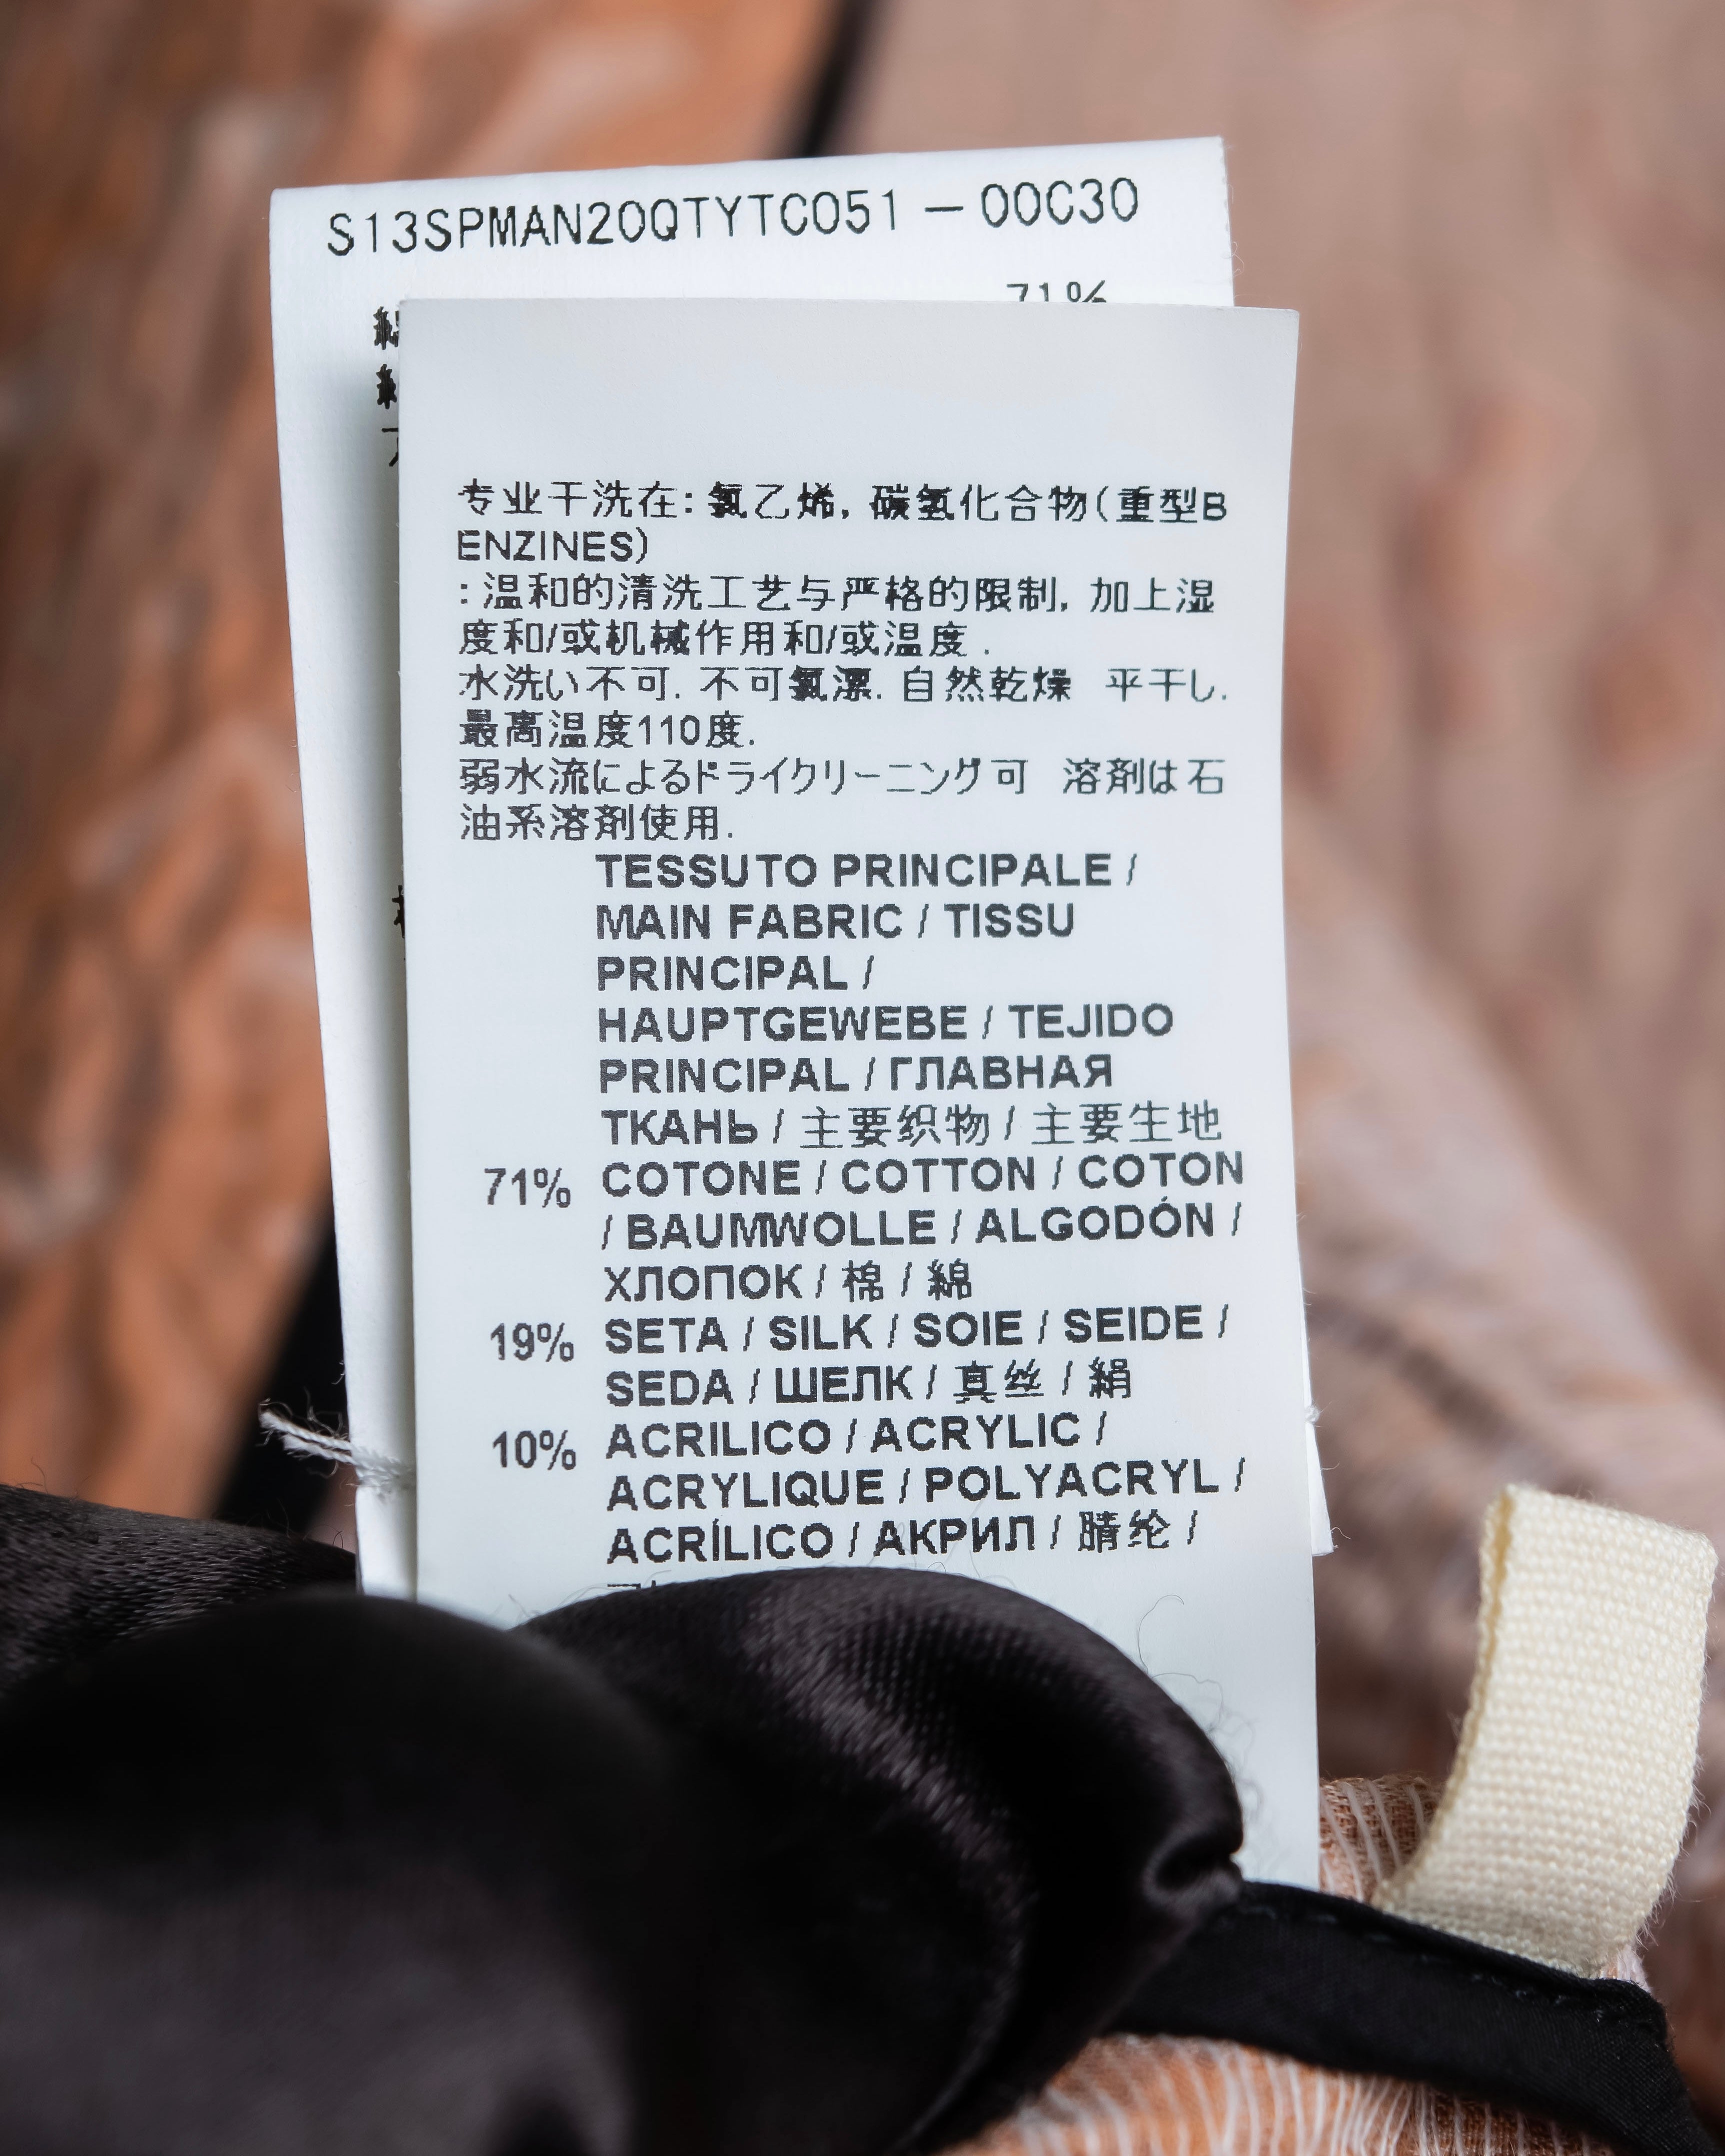 S13SPMAN20QTYTC051 – 00C30
71%
专业干洗在: 氯乙烯, 碳氢化合物(重型B
ENZINES)
: 温和的清洗工艺与严格的限制, 加上湿
度和/或机械作用和/或温度 .
水洗い不可. 不可氯漂. 自然乾燥 平干し.
最高温度110度.
弱水流によるドライクリーニング可 溶剤は石
油系溶剤使用.
TESSUTO PRINCIPALE /
MAIN FABRIC / TISSU
PRINCIPAL /
HAUPTGEWEBE / TEJIDO
PRINCIPAL / ГЛАВНАЯ
ТКАНЬ / 主要织物 / 主要生地
71% COTONE / COTTON / COTON
/ BAUMWOLLE / ALGODÓN /
ХЛОПОК / 棉 / 綿
19% SETA / SILK / SOIE / SEIDE /
SEDA / ШЕЛК / 真丝 / 絹
10% ACRILICO / ACRYLIC /
ACRYLIQUE / POLYACRYL /
ACRÍLICO / АКРИЛ / 腈纶 /